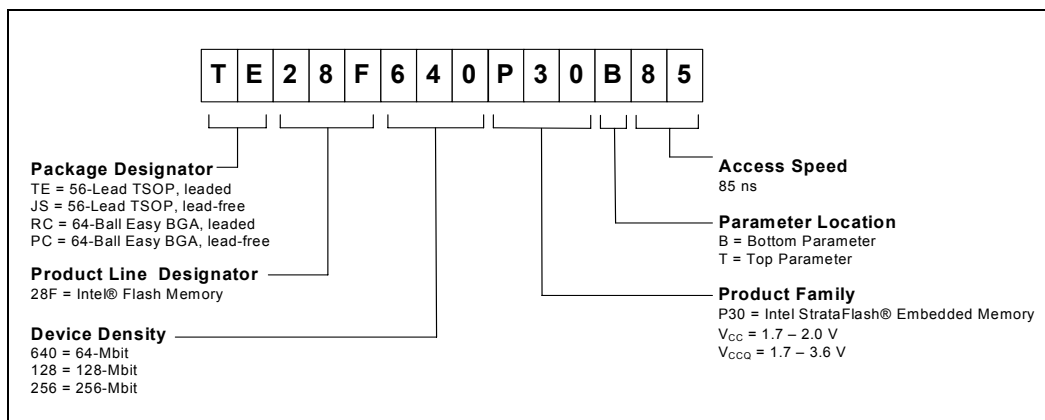 T E 2 8 F 6 4 0 P 3 0 B 8 5
Package Designator
TE = 56-Lead TSOP, leaded
JS = 56-Lead TSOP, lead-free
RC = 64-Ball Easy BGA, leaded
PC = 64-Ball Easy BGA, lead-free
Product Line Designator
28F = Intel® Flash Memory
Device Density
640 = 64-Mbit
128 = 128-Mbit
256 = 256-Mbit
Access Speed
85 ns
Parameter Location
B = Bottom Parameter
T = Top Parameter
Product Family
P30 = Intel StrataFlash® Embedded Memory
VCC = 1.7 – 2.0 V
VCCQ = 1.7 – 3.6 V